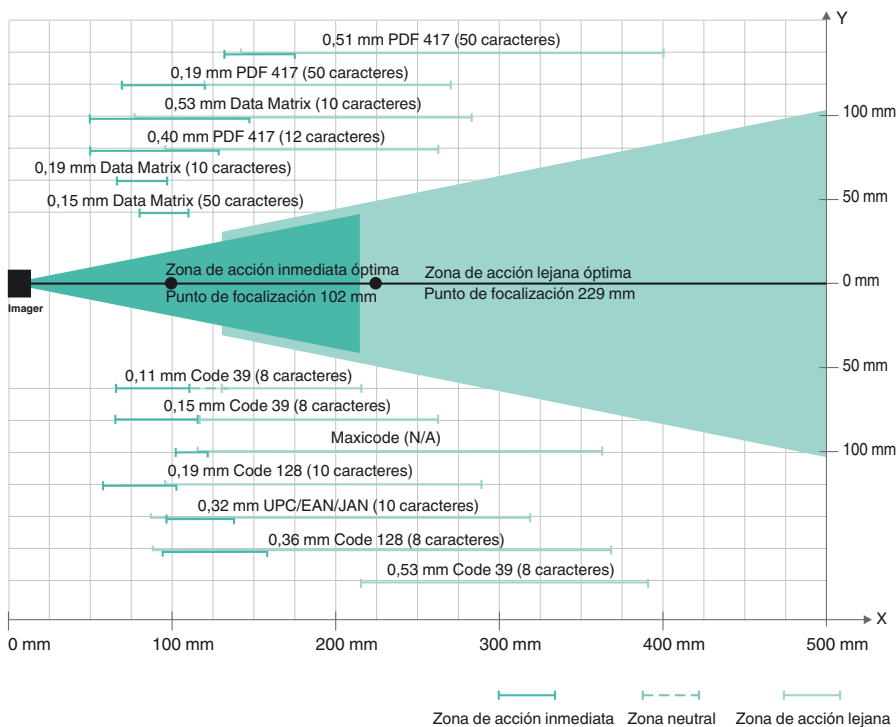 Y
0,51 mm PDF 417 (50 caracteres)
0,19 mm PDF 417 (50 caracteres)
0,53 mm Data Matrix (10 caracteres)
100 mm
0,40 mm PDF 417 (12 caracteres)
0,19 mm Data Matrix (10 caracteres)
0,15 mm Data Matrix (50 caracteres)
50 mm
Zona de acción inmediata óptima
Zona de acción lejana óptima
0 mm
Punto de focalización 102 mm
Punto de focalización 229 mm
Imager
50 mm
0,11 mm Code 39 (8 caracteres)
0,15 mm Code 39 (8 caracteres)
Maxicode (N/A)
100 mm
0,19 mm Code 128 (10 caracteres)
0,32 mm UPC/EAN/JAN (10 caracteres)
0,36 mm Code 128 (8 caracteres)
0,53 mm Code 39 (8 caracteres)
X
0 mm 100 mm 200 mm 300 mm 400 mm 500 mm
Zona de acción inmediata Zona neutral Zona de acción lejana